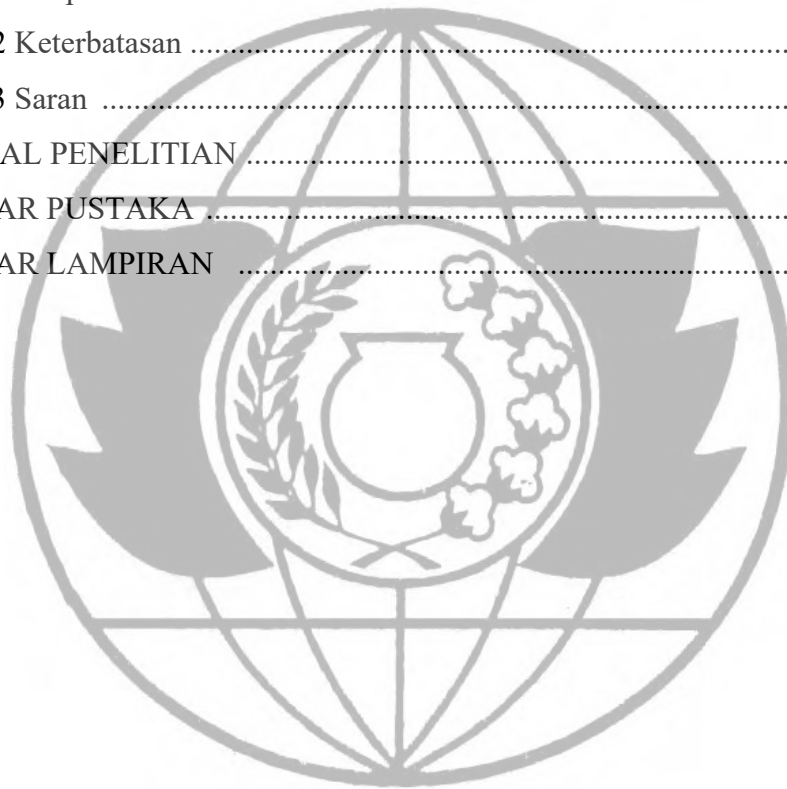 2 Keterbatasan ....................................................................................
3 Saran ....................................................................................
AL PENELITIAN ....................................................................................
AR PUSTAKA ....................................................................................
AR LAMPIRAN ....................................................................................